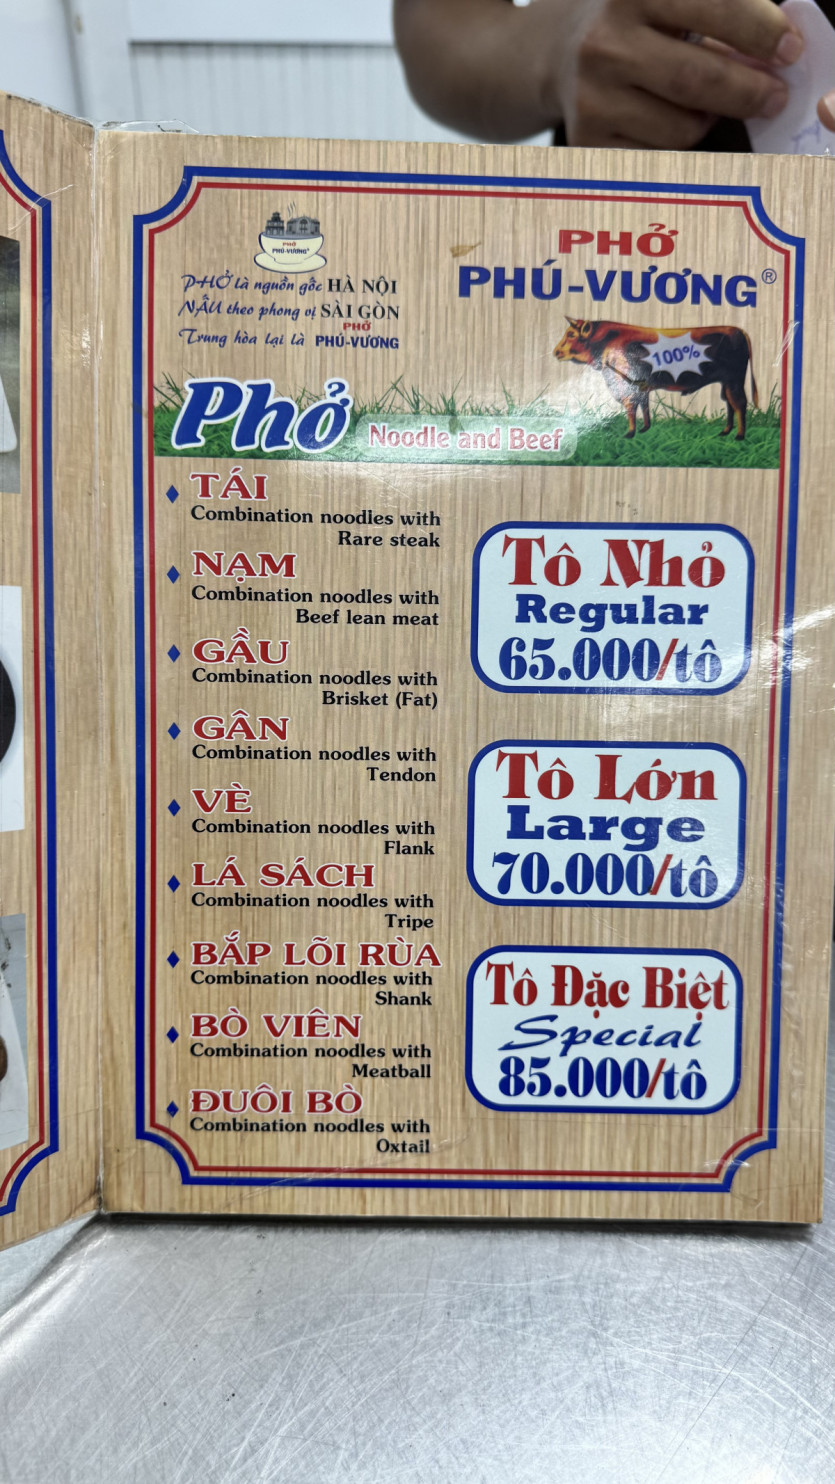 PHỞ
PHÚ-VƯƠNG®
PHỞ là nguồn gốc HÀ NỘI
NẤU theo phong vị SÀI GÒN
Trung hòa lại là PHỞ PHÚ-VƯƠNG
PHỞ
PHÚ-VƯƠNG®
100%
Phở
Noodle and Beef
TÁI
Combination noodles with
Rare steak
NẠM
Combination noodles with
Beef lean meat
GẦU
Combination noodles with
Brisket (Fat)
GÂN
Combination noodles with
Tendon
VÈ
Combination noodles with
Flank
LÁ SÁCH
Combination noodles with
Tripe
BẮP LÕI RÙA
Combination noodles with
Shank
BÒ VIÊN
Combination noodles with
Meatball
ĐUÔI BÒ
Combination noodles with
Oxtail
Tô Nhỏ
Regular
65.000/tô
Tô Lớn
Large
70.000/tô
Tô Đặc Biệt
Special
85.000/tô